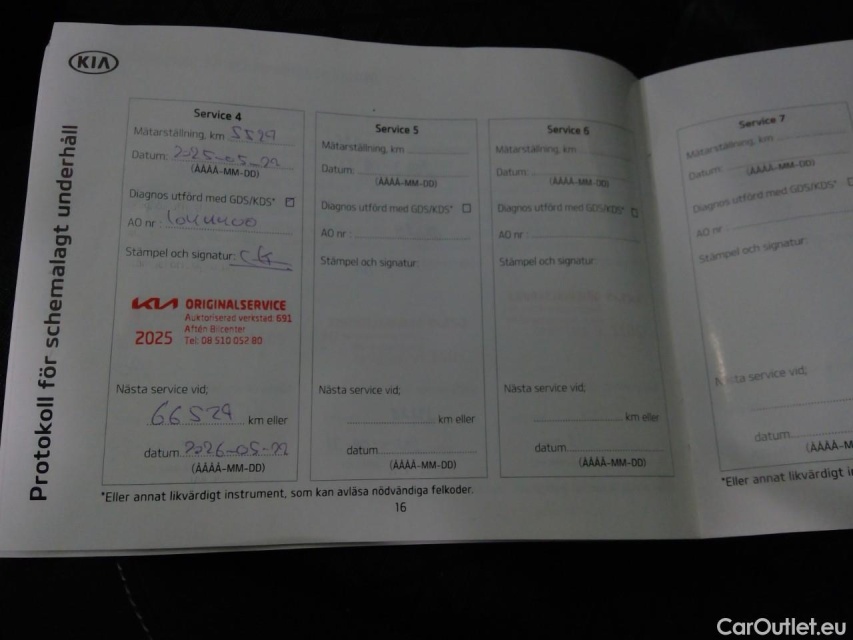 KIA
Protokoll för schemalagt underhåll
Service 4
Mätarställning, km 5529
Datum: 2025-05-22
(ÅÅÅÅ-MM-DD)
Diagnos utförd med GDS/KDS*
AO nr : 1044400
Stämpel och signatur:
KIA ORIGINALSERVICE
Auktoriserad verkstad 691
Aftén Bilcenter
2025 Tel: 08 510 052 80
Nästa service vid;
66529 km eller
datum 2026-05-22
(ÅÅÅÅ-MM-DD)
Service 5
Mätarställning, km
Datum:
(ÅÅÅÅ-MM-DD)
Diagnos utförd med GDS/KDS*
AO nr :
Stämpel och signatur:
Nästa service vid;
km eller
datum
(ÅÅÅÅ-MM-DD)
Service 6
Mätarställning, km
Datum:
(ÅÅÅÅ-MM-DD)
Diagnos utförd med GDS/KDS*
AO nr :
Stämpel och signatur:
Nästa service vid;
km eller
datum
(ÅÅÅÅ-MM-DD)
*Eller annat likvärdigt instrument, som kan avläsa nödvändiga felkoder.
16
Service 7
Mätarställning, km
Datum:
(ÅÅÅÅ-MM-DD)
Diagnos utförd med GDS/KDS*
AO nr :
Stämpel och signatur:
Nästa service vid;
datum
(ÅÅÅÅ-M
*Eller annat likvärdigt i
CarOutlet.eu